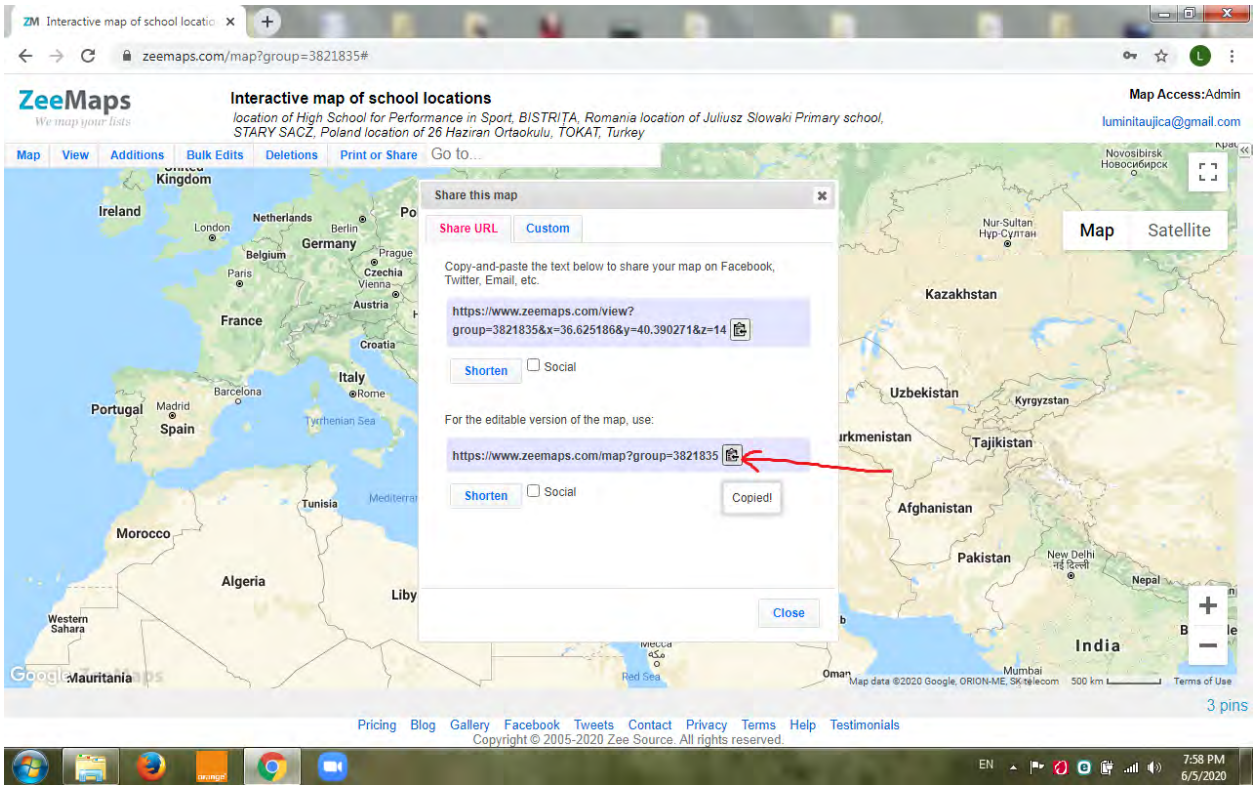 ZM Interactive map of school locatio
zeemaps.com/map?group=3821835#
L
ZeeMaps
We map your lists
Interactive map of school locations
location of High School for Performance in Sport, BISTRIȚA, Romania location of Juliusz Slowaki Primary school,
STARY SACZ, Poland location of 26 Haziran Ortaokulu, TOKAT, Turkey
Map Access:Admin
luminitaujica@gmail.com
Map View Additions Bulk Edits Deletions Print or Share Go to...
Kingdom
Ireland
London
Netherlands
Berlin
Po
Belgium
Germany
Prague
Czechia
Paris
Vienna
Austria
France
Croatia
Italy
Rome
Barcelona
Portugal
Madrid
Spain
Tyrrhenian Sea
Tunisia
Mediterra
Morocco
Algeria
Liby
Western
Sahara
Mauritania
Google
Share this map
Share URL Custom
Copy-and-paste the text below to share your map on Facebook,
Twitter, Email, etc.
https://www.zeemaps.com/view?
group=3821835&x=36.625186&y=40.390271&z=14
Shorten Social
For the editable version of the map, use:
https://www.zeemaps.com/map?group=3821835
Shorten Social
Copied!
Close
Novosibirsk
Новосибирск
Map Satellite
Nur-Sultan
Нур-Султан
Kazakhstan
Uzbekistan
Kyrgyzstan
urkmenistan
Tajikistan
Afghanistan
Pakistan
New Delhi
नई दिल्ली
Nepal
India
Mumbai
Mecca
مكة
Red Sea
Oman
Map data ©2020 Google, ORION-ME, SK telecom 500 km Terms of Use
3 pins
Pricing Blog Gallery Facebook Tweets Contact Privacy Terms Help Testimonials
Copyright © 2005-2020 Zee Source. All rights reserved.
orange
EN
7:58 PM
6/5/2020